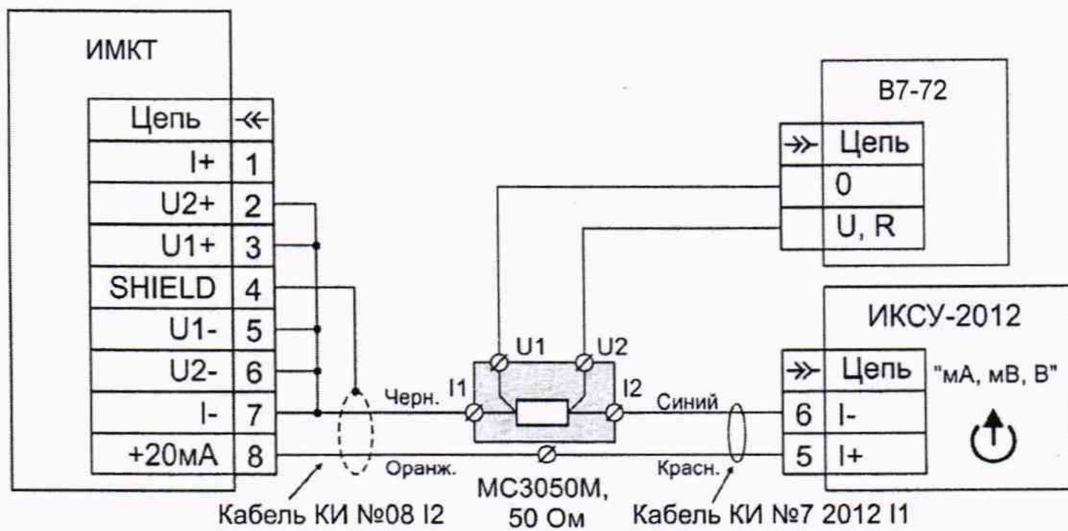 ИМКТ
Цепь
I+ 1
U2+ 2
U1+ 3
SHIELD 4
U1- 5
U2- 6
I- 7
+20мА 8
В7-72
Цепь
0
U, R
ИКСУ-2012
Цепь "мА, мВ, В"
6 I-
5 I+
U1 U2
I1 I2
Черн.
Синий
Оранж.
Красн.
МС3050М,
50 Ом
Кабель КИ №08 I2
Кабель КИ №7 2012 I1